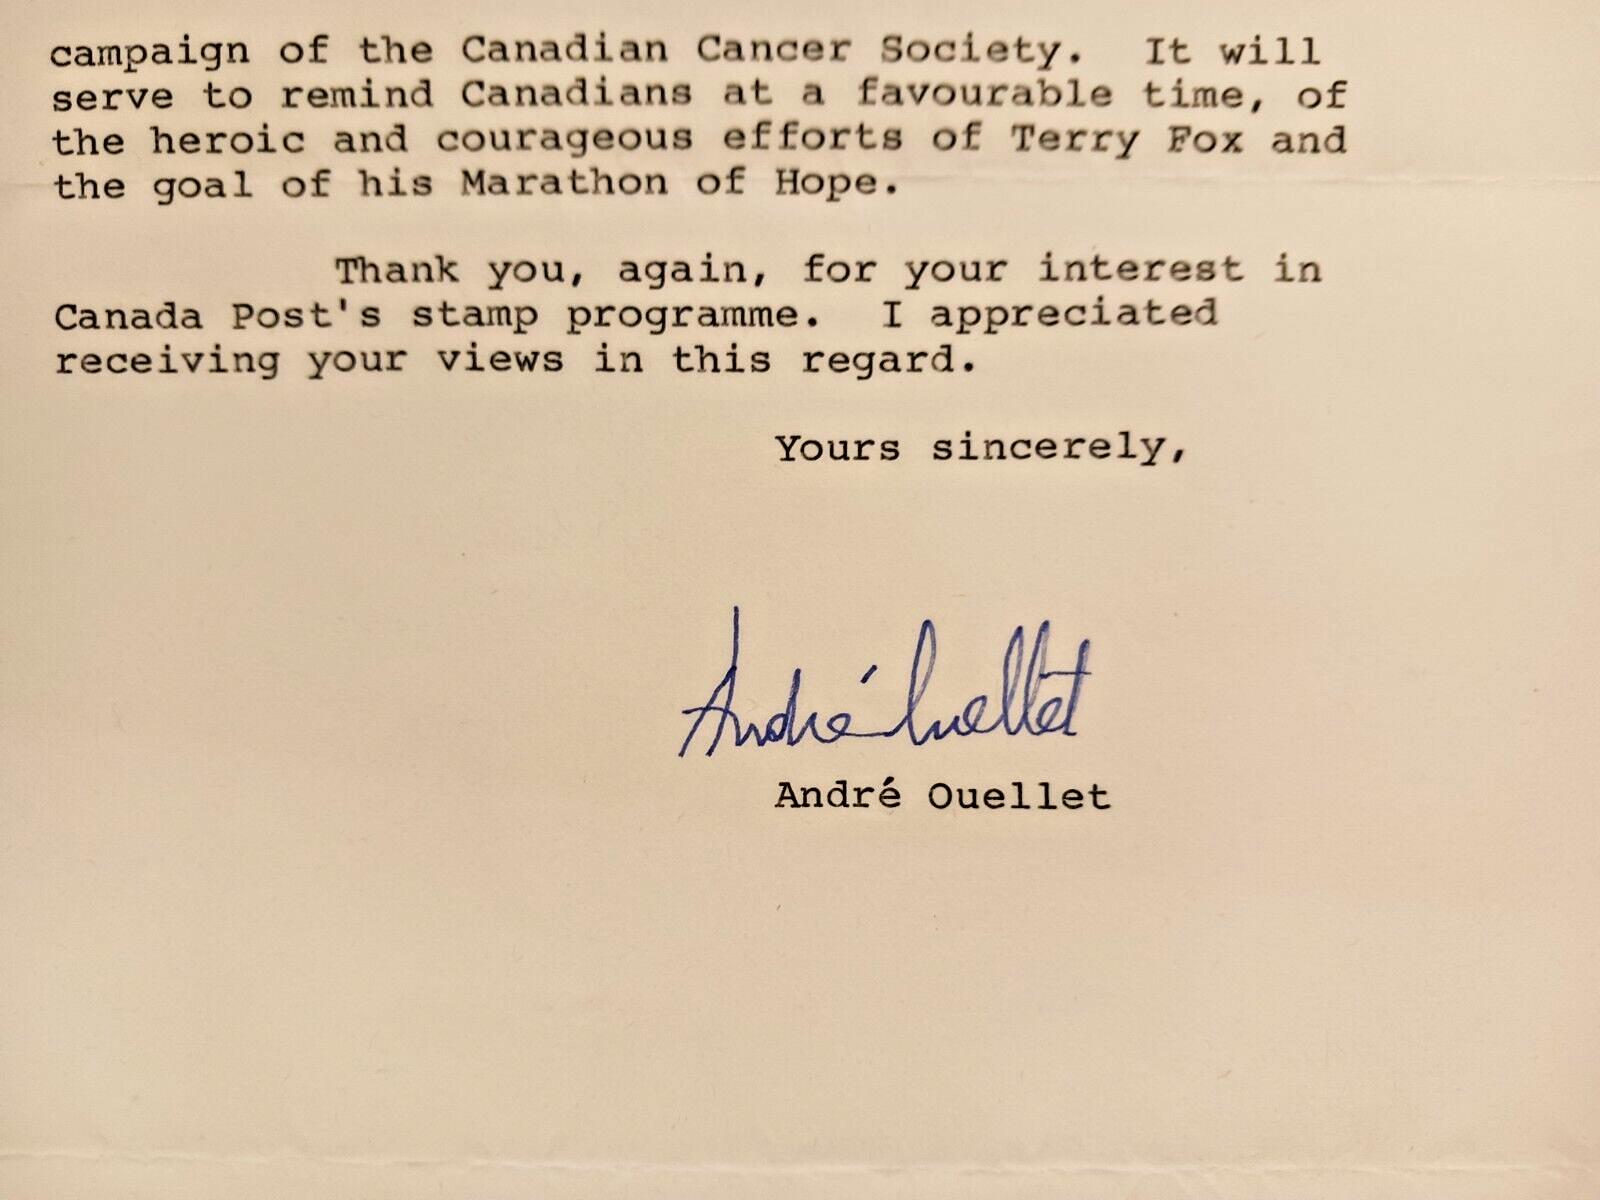 campaign of the Canadian Cancer Society. It will
serve to remind Canadians at a favourable time, of
the heroic and courageous efforts of Terry Fox and
the goal of his Marathon of Hope.
Thank you, again, for your interest in
Canada Post's stamp programme. I appreciated
receiving your views in this regard.
Yours sincerely,
André Ouellet
André Ouellet